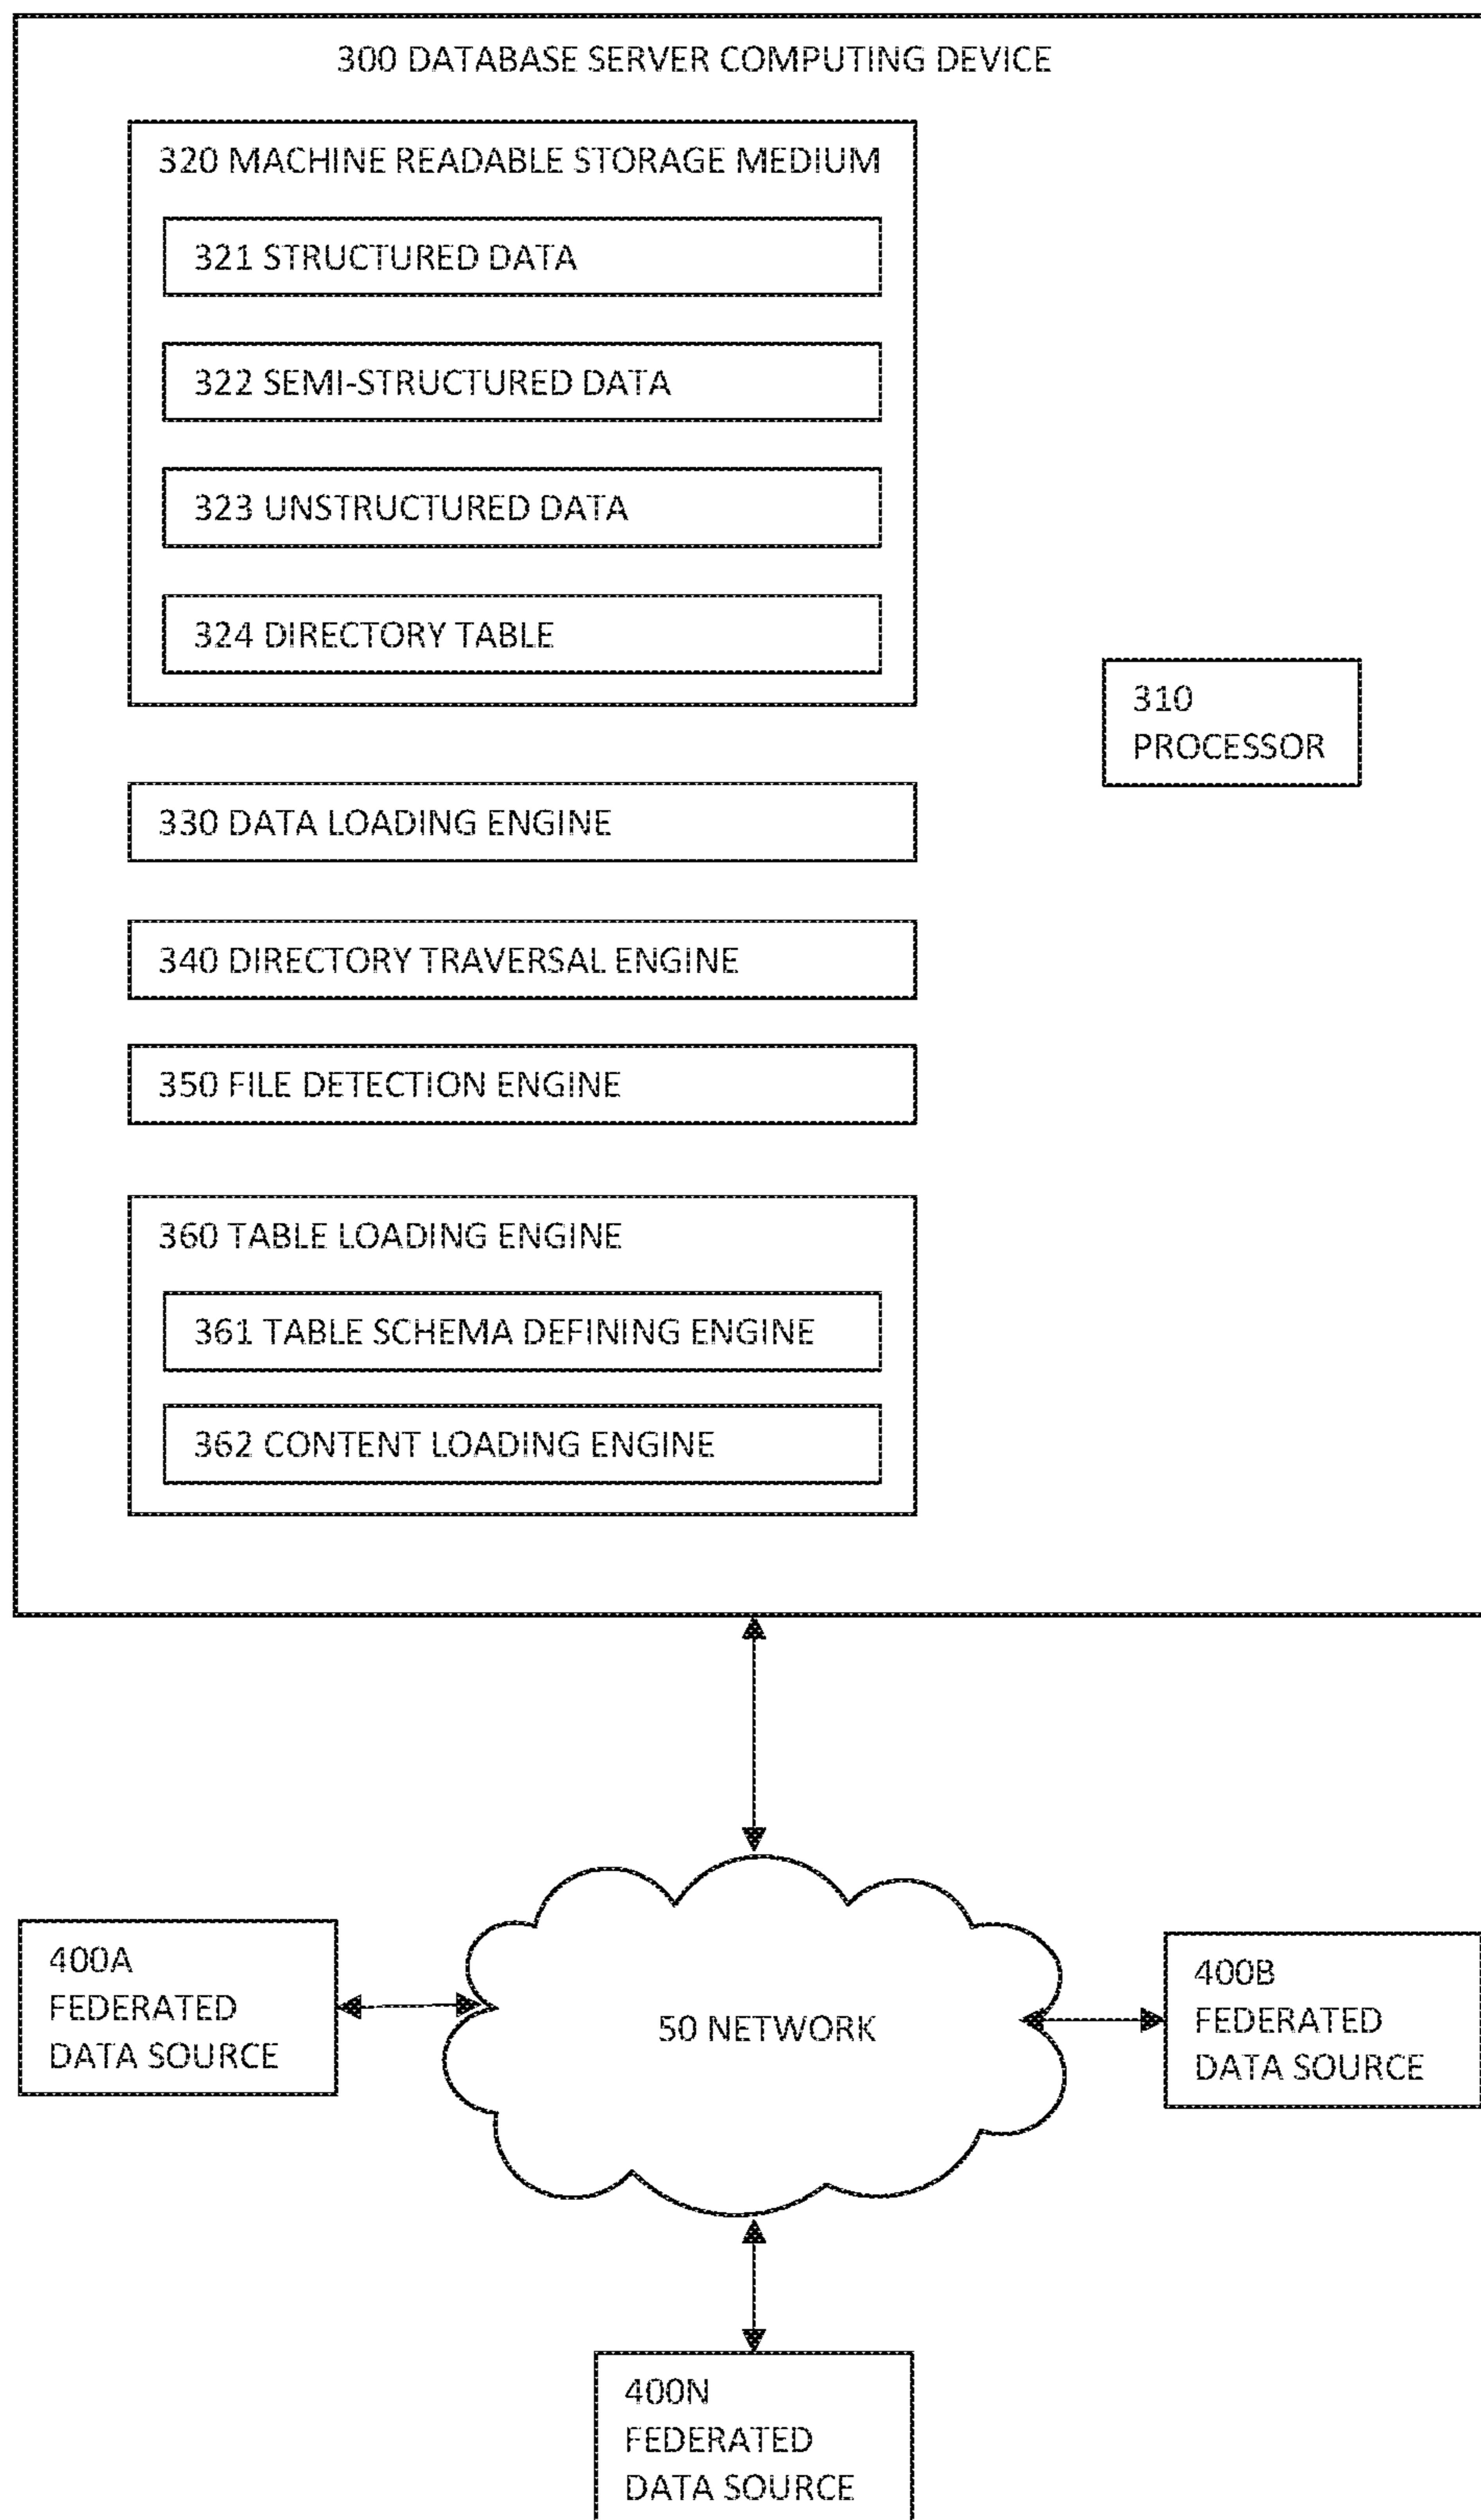 300 DATABASE SERVER COMPUTING DEVICE
320 MACHINE READABLE STORAGE MEDIUM
321 STRUCTURED DATA
322 SEMI-STRUCTURED DATA
323 UNSTRUCTURED DATA
324 DIRECTORY TABLE
310
PROCESSOR
330 DATA LOADING ENGINE
340 DIRECTORY TRAVERSAL ENGINE
350 FILE DETECTION ENGINE
360 TABLE LOADING ENGINE
361 TABLE SCHEMA DEFINING ENGINE
362 CONTENT LOADING ENGINE
400A
FEDERATED
DATA SOURCE
50 NETWORK
400B
FEDERATED
DATA SOURCE
400N
FEDERATED
DATA SOURCE